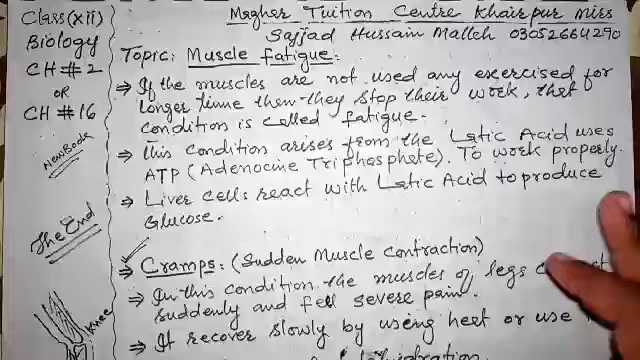 Class (xii)
Biology
CH # 2
OR
CH # 16
New Book
The End
Magher Tuition Centre Khairpur mirs
Sajjad Hussain Malleh 03052664290
Topic: Muscle Fatigue:
⇒ If the muscles are not used any exercised for
longer time then they stop their work, that
condition is called fatigue.
⇒ This condition arises from the Latic Acid uses
ATP (Adenocine Triphosphate). To work properly.
⇒ Liver cells react with Latic Acid to produce
Glucose.
⇒ Cramps: (Sudden Muscle contraction)
⇒ In this condition the muscles of legs
suddenly and fell severe pain.
⇒ It recover slowly by using heet or use
Knee